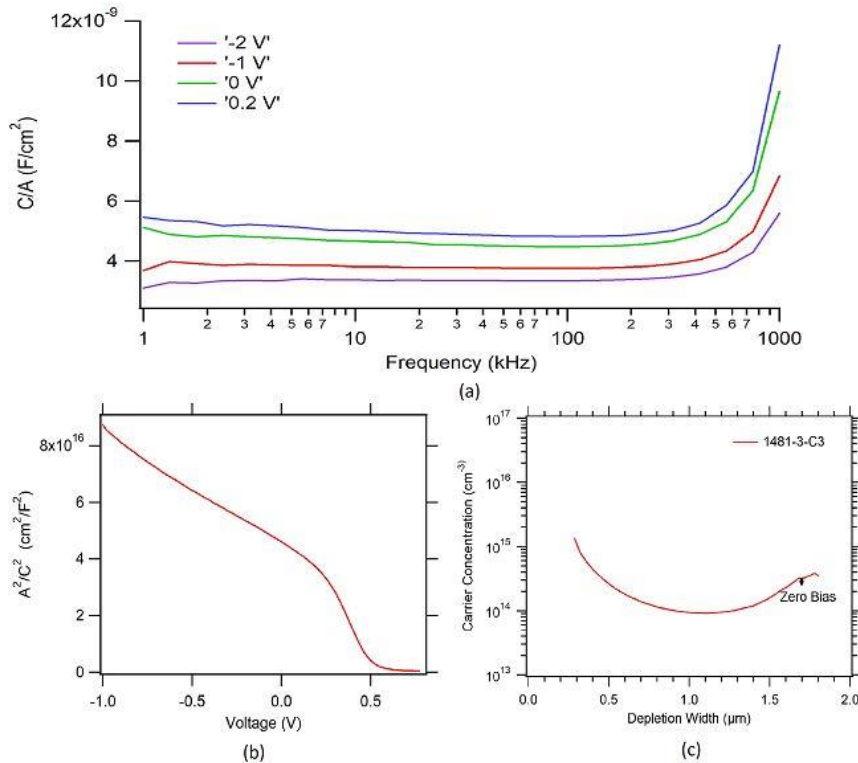 12x10⁻⁹
10
8
6
4
C/A (F/cm²)
'-2 V'
'-1 V'
'0 V'
'0.2 V'
1 2 3 4 5 6 7 10 2 3 4 5 6 7 100 2 3 4 5 6 7 1000
Frequency (kHz)
(a)
8x10¹⁶
6
4
2
0
A²/C² (cm²/F²)
-1.0 -0.5 0.0 0.5
Voltage (V)
(b)
10¹⁷
10¹⁶
10¹⁵
10¹⁴
10¹³
Carrier Concentration (cm⁻³)
1481-3-C3
Zero Bias
0.0 0.5 1.0 1.5 2.0
Depletion Width (µm)
(c)